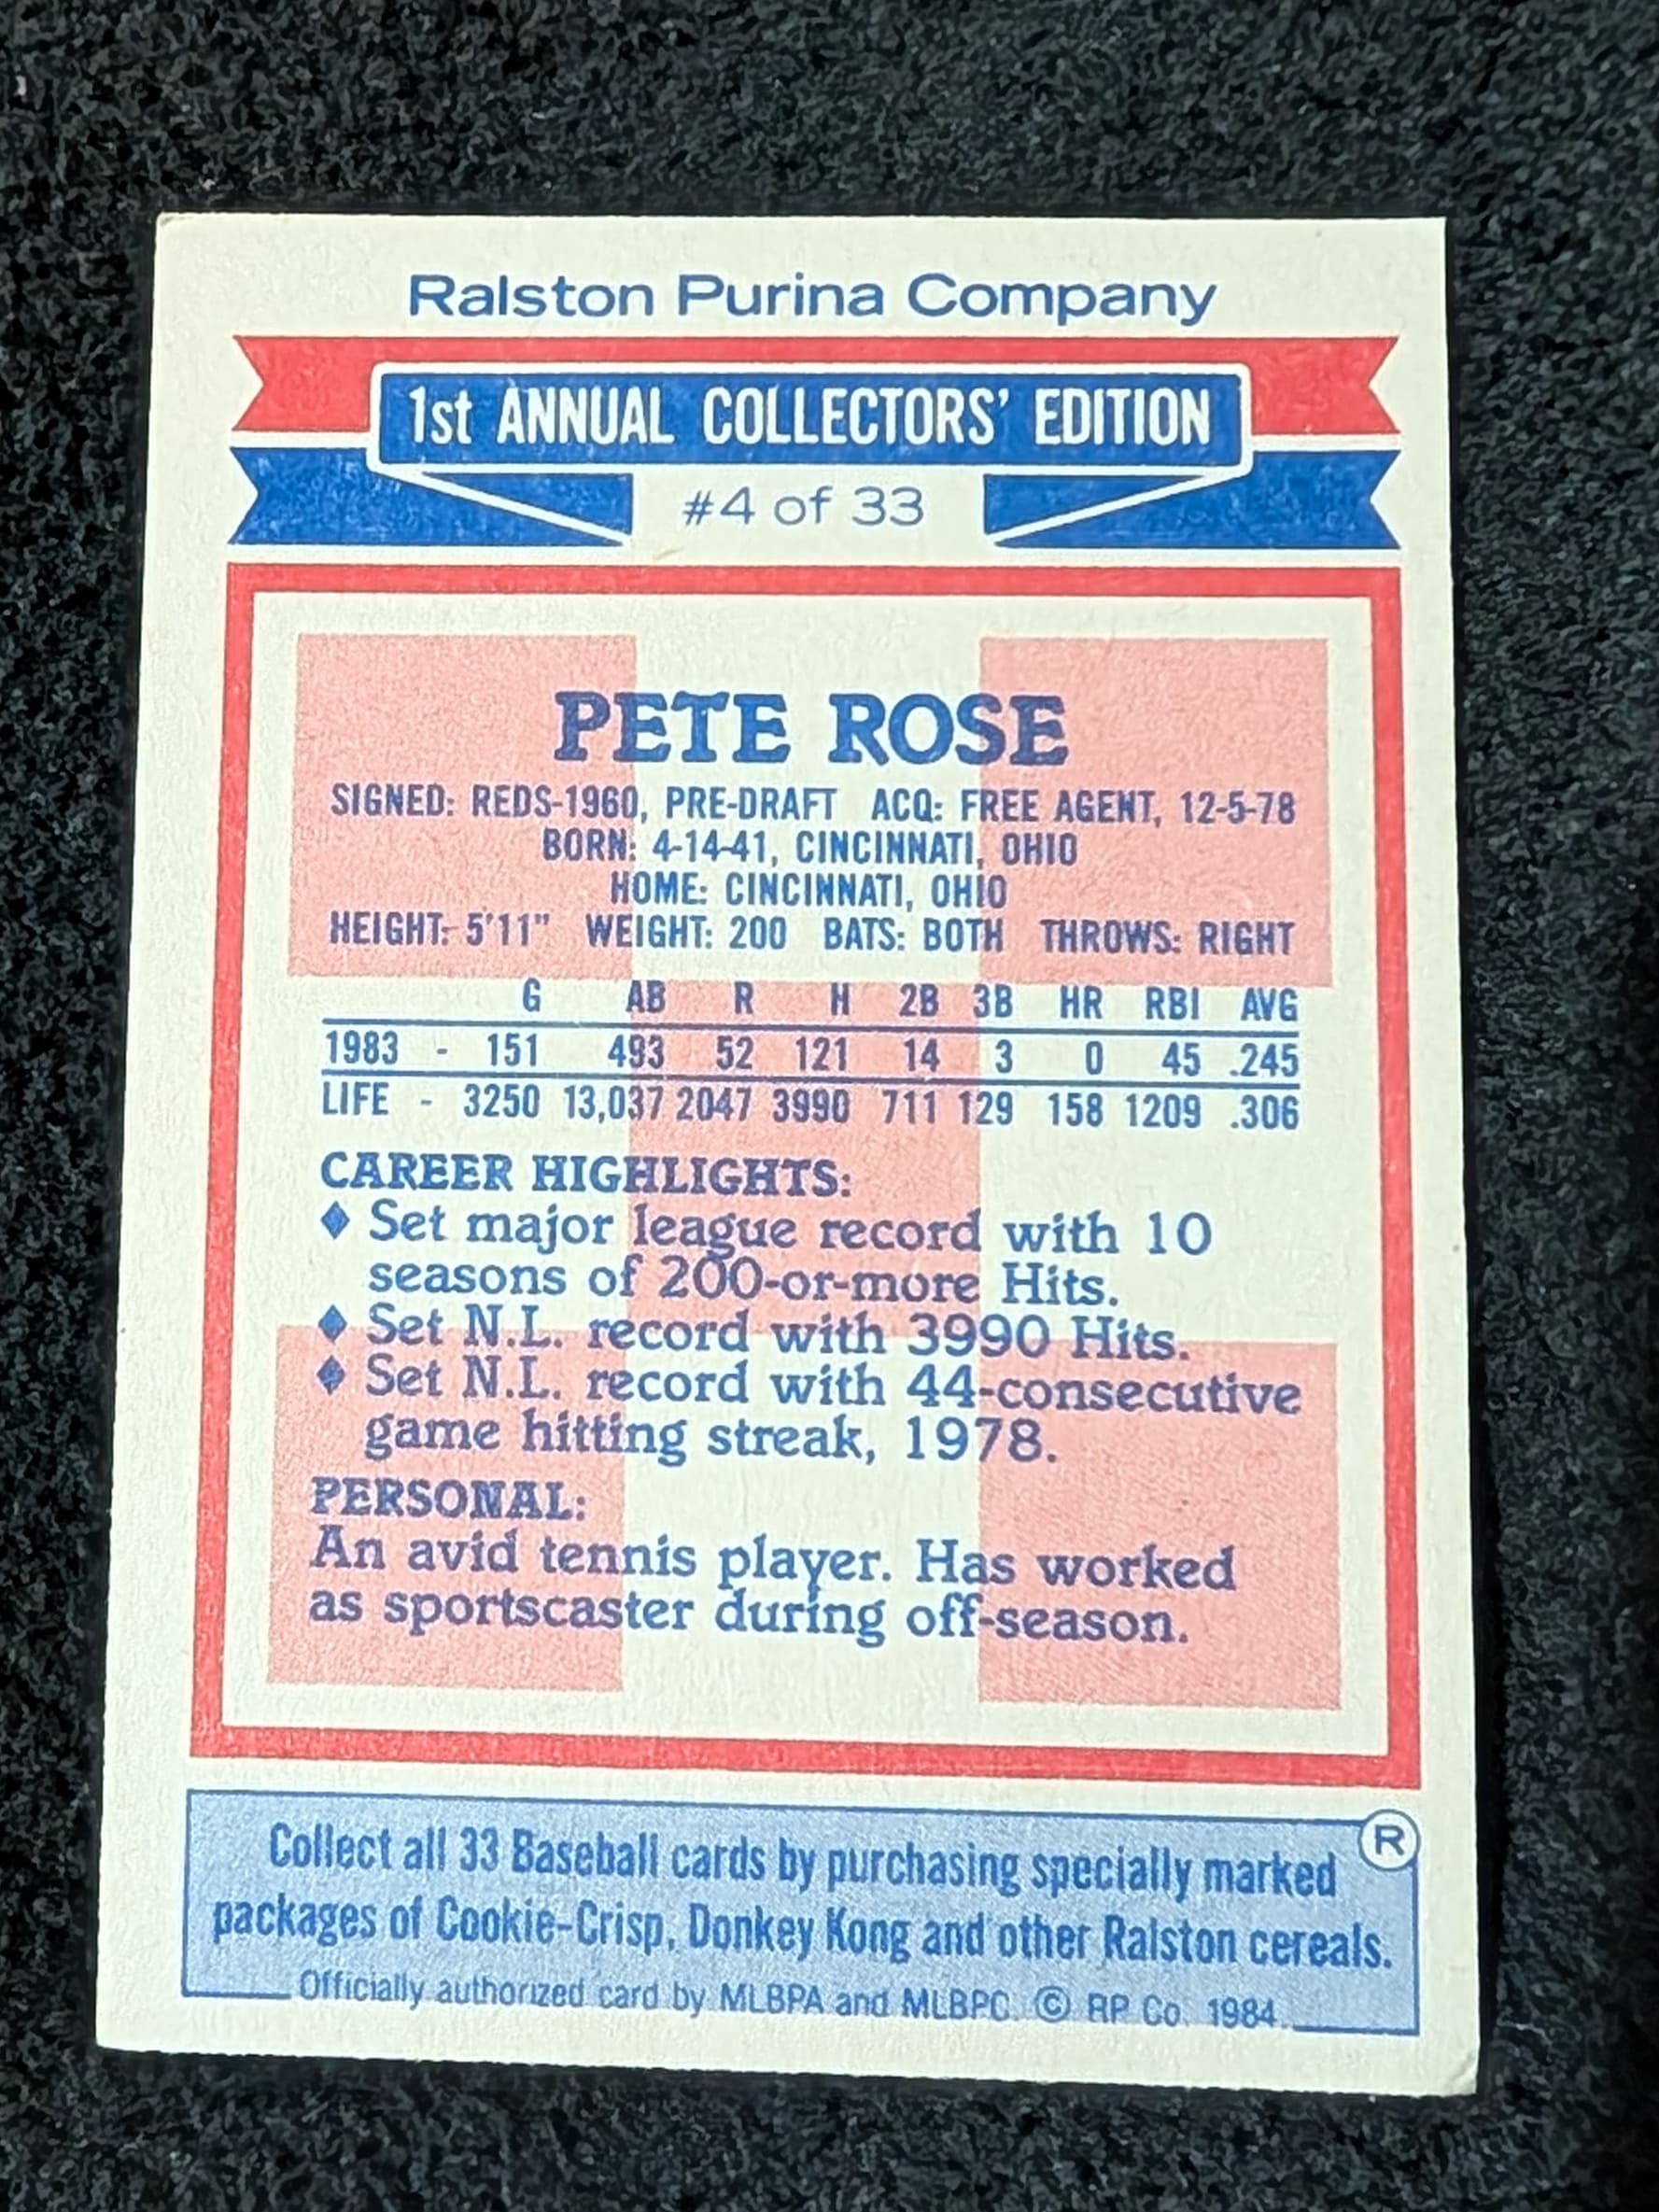 Ralston Purina Company
1st ANNUAL COLLECTORS' EDITION
#4 of 33
PETE ROSE
SIGNED: REDS-1960, PRE-DRAFT ACQ: FREE AGENT, 12-5-78
BORN: 4-14-41, CINCINNATI, OHIO
HOME: CINCINNATI, OHIO
HEIGHT: 5'11" WEIGHT: 200 BATS: BOTH THROWS: RIGHT
G AB R H 2B 3B HR RBI AVG
1983 - 151 493 52 121 14 3 0 45 .245
LIFE - 3250 13,037 2047 3990 711 129 158 1209 .306
CAREER HIGHLIGHTS:
♦ Set major league record with 10
seasons of 200-or-more Hits.
♦ Set N.L. record with 3990 Hits.
♦ Set N.L. record with 44-consecutive
game hitting streak, 1978.
PERSONAL:
An avid tennis player. Has worked
as sportscaster during off-season.
®
Collect all 33 Baseball cards by purchasing specially marked
packages of Cookie-Crisp, Donkey Kong and other Ralston cereals.
Officially authorized card by MLBPA and MLBPC. © RP Co. 1984.